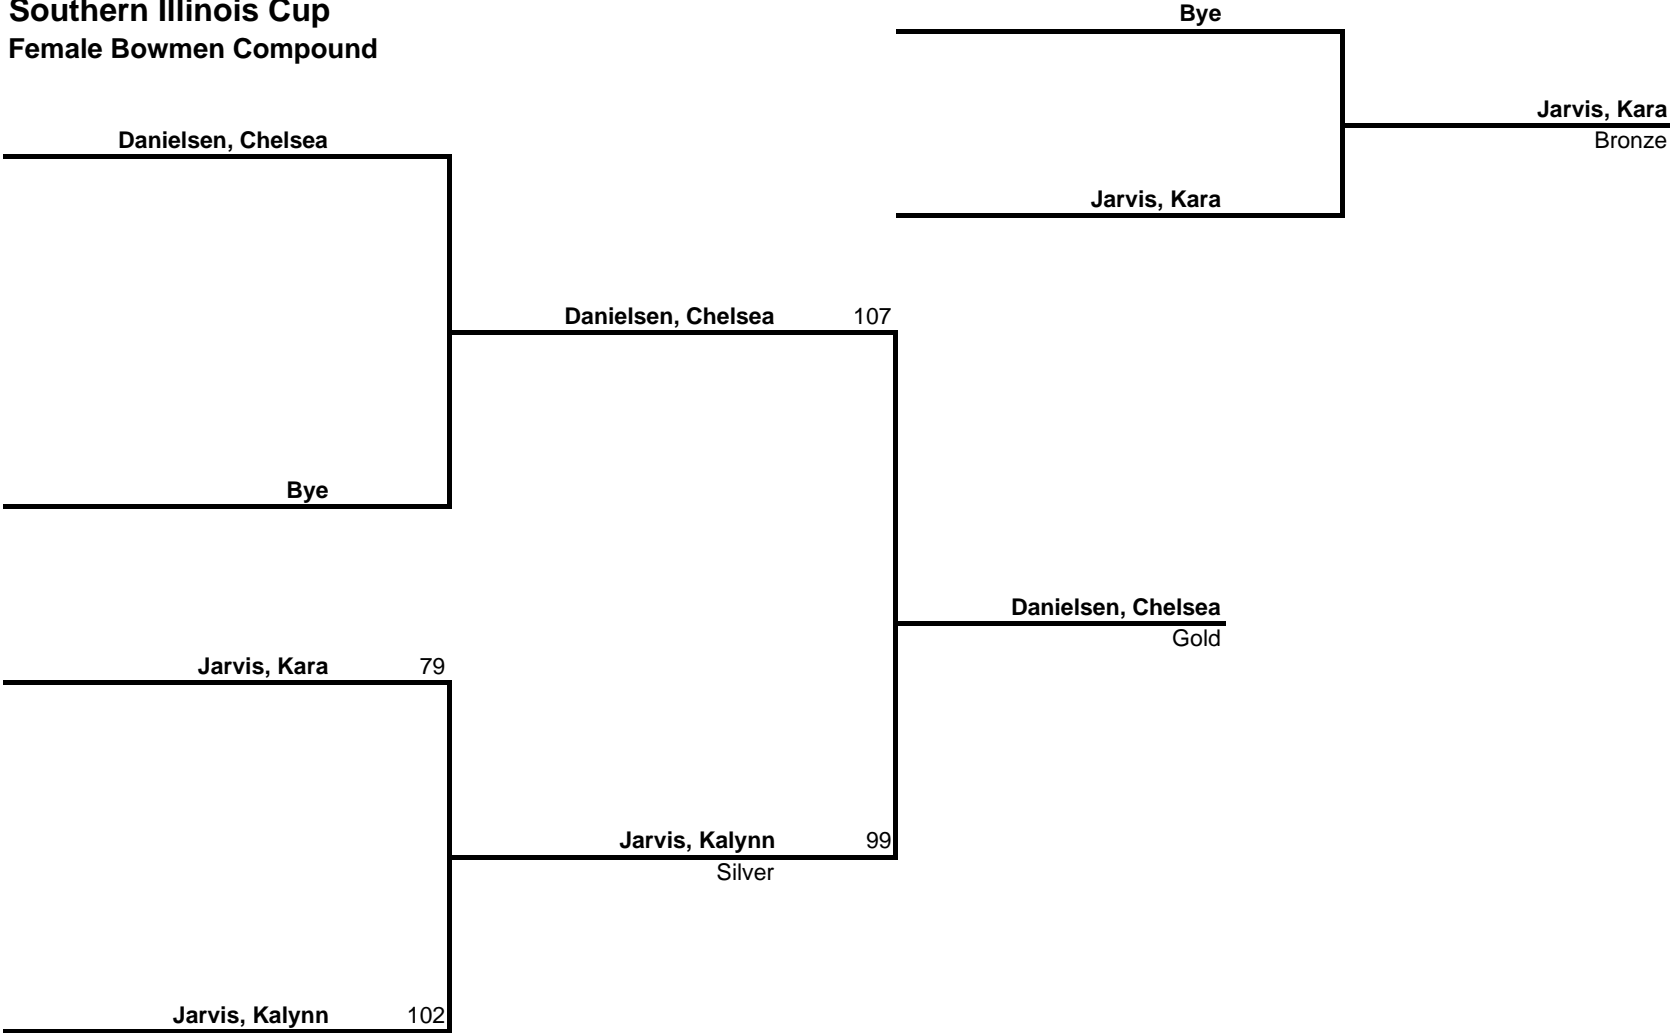 Southern Illinois Cup
Female Bowmen Compound
Bye
Jarvis, Kara
Bronze
Jarvis, Kara
Danielsen, Chelsea
Bye
Danielsen, Chelsea 107
Danielsen, Chelsea
Gold
Jarvis, Kara 79
Jarvis, Kalynn 99
Silver
Jarvis, Kalynn 102